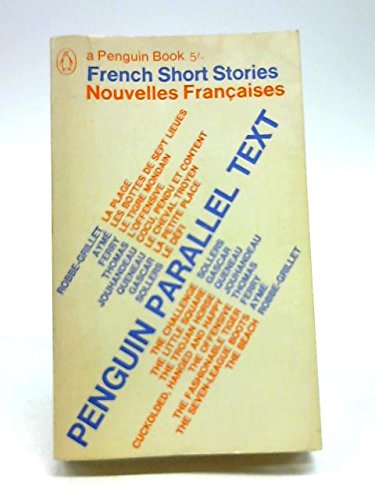 a Penguin Book 5/-
French Short Stories
Nouvelles Françaises
ROBBE-GRILLET LA PLAGE
AYMÉ LES BOTTES DE SEPT LIEUES
FERRY LE TIGRE MONDAIN
THOMAS L'OFFENSIVE
JOUHANDEAU COCU, PENDU ET CONTENT
QUENEAU LE CHEVAL TROYEN
GASCAR LA PETITE PLACE
SOLLERS LE DÉFI
PENGUIN PARALLEL TEXT
THE CHALLENGE SOLLERS
THE LITTLE SQUARE GASCAR
THE TROJAN HORSE QUENEAU
CUCKOLDED, HANGED AND HAPPY JOUHANDEAU
THE OFFENSIVE THOMAS
THE FASHIONABLE TIGER FERRY
THE SEVEN-LEAGUE BOOTS AYMÉ
THE BEACH ROBBE-GRILLET